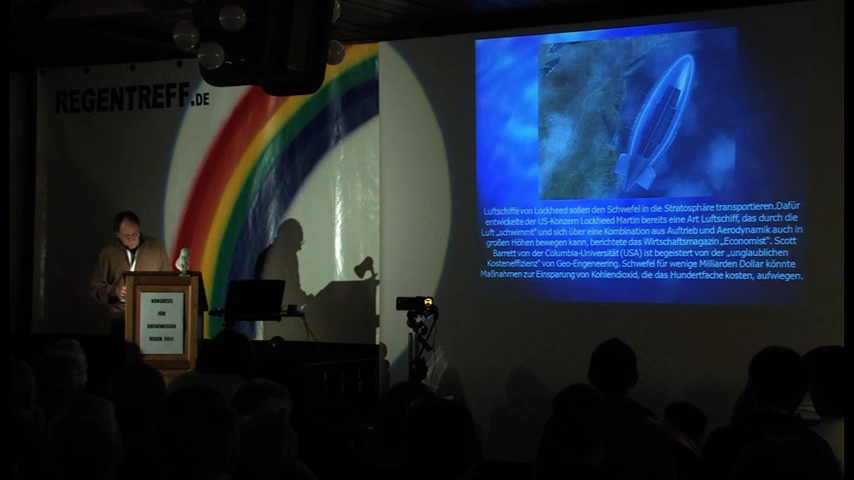 REGENTREFF.DE
KONGRESS
FÜR
GRENZWISSEN
REGEN 2011
Luftschiffe von Lockheed sollen den Schwefel in die Stratosphäre transportieren.Dafür
entwickelte der US-Konzern Lockheed Martin bereits eine Art Luftschiff, das durch die
Luft „schwimmt" und sich über eine Kombination aus Auftrieb und Aerodynamik auch in
großen Höhen bewegen kann, berichtete das Wirtschaftsmagazin „Economist". Scott
Barrett von der Columbia-Universität (USA) ist begeistert von der „unglaublichen
Kosteneffizienz" von Geo-Engeneering. Schwefel für wenige Milliarden Dollar könnte
Maßnahmen zur Einsparung von Kohlendioxid, die das Hundertfache kosten, aufwiegen.